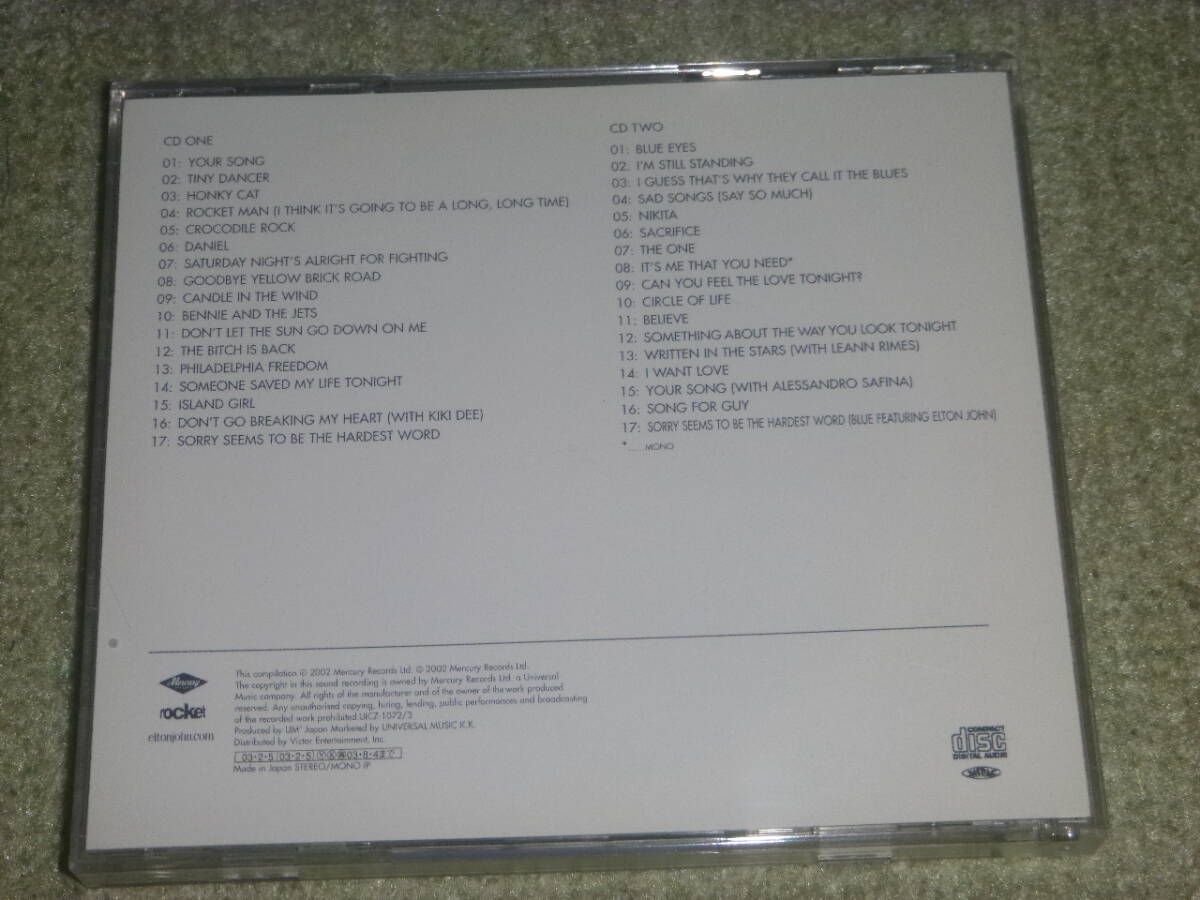 CD ONE
01: YOUR SONG
02: TINY DANCER
03: HONKY CAT
04: ROCKET MAN (I THINK IT'S GOING TO BE A LONG, LONG TIME)
05: CROCODILE ROCK
06: DANIEL
07: SATURDAY NIGHT'S ALRIGHT FOR FIGHTING
08: GOODBYE YELLOW BRICK ROAD
09: CANDLE IN THE WIND
10: BENNIE AND THE JETS
11: DON'T LET THE SUN GO DOWN ON ME
12: THE BITCH IS BACK
13: PHILADELPHIA FREEDOM
14: SOMEONE SAVED MY LIFE TONIGHT
15: ISLAND GIRL
16: DON'T GO BREAKING MY HEART (WITH KIKI DEE)
17: SORRY SEEMS TO BE THE HARDEST WORD
CD TWO
01: BLUE EYES
02: I'M STILL STANDING
03: I GUESS THAT'S WHY THEY CALL IT THE BLUES
04: SAD SONGS (SAY SO MUCH)
05: NIKITA
06: SACRIFICE
07: THE ONE
08: IT'S ME THAT YOU NEED*
09: CAN YOU FEEL THE LOVE TONIGHT?
10: CIRCLE OF LIFE
11: BELIEVE
12: SOMETHING ABOUT THE WAY YOU LOOK TONIGHT
13: WRITTEN IN THE STARS (WITH LEANN RIMES)
14: I WANT LOVE
15: YOUR SONG (WITH ALESSANDRO SAFINA)
16: SONG FOR GUY
17: SORRY SEEMS TO BE THE HARDEST WORD (BLUE FEATURING ELTON JOHN)
*.....MONO
Mercury
rocket
eltonjohn.com
This compilation ℗ 2002 Mercury Records Ltd. © 2002 Mercury Records Ltd.
The copyright in this sound recording is owned by Mercury Records Ltd. a Universal
Music company. All rights of the manufacturer and of the owner of the work produced
reserved. Any unauthorised copying, hiring, lending, public performances and broadcasting
of the recorded work prohibited.UICZ-1072/3
Produced by UIM' Japan Marketed by UNIVERSAL MUSIC K.K.
Distributed by Victor Entertainment, Inc.
03・2・5 03・2・5 03・8・4まで
Made in Japan STEREO/MONO IP
COMPACT
disc
DIGITAL AUDIO